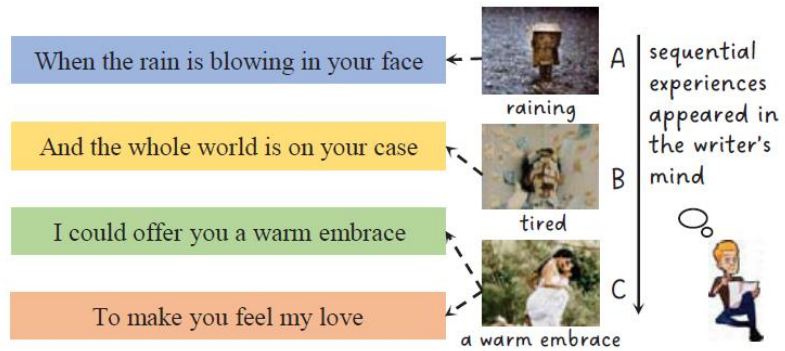 When the rain is blowing in your face
And the whole world is on your case
I could offer you a warm embrace
To make you feel my love
raining
A
tired
B
a warm embrace
C
sequential
experiences
appeared in
the writer's
mind